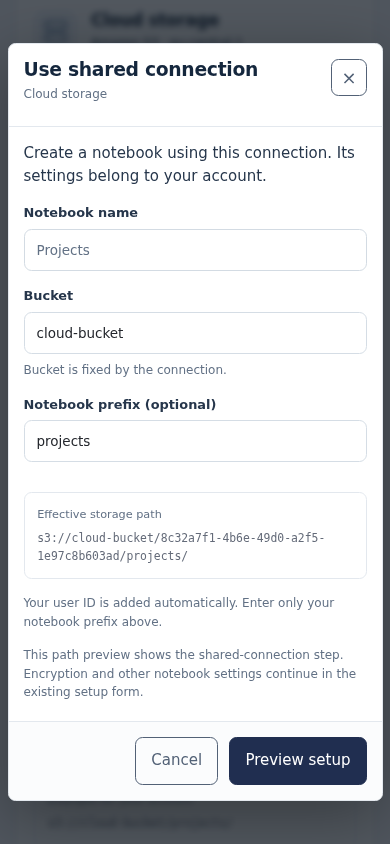 Cloud storage
Use shared connection
Cloud storage
×
Create a notebook using this connection. Its
settings belong to your account.
Notebook name
Projects
Bucket
cloud-bucket
Bucket is fixed by the connection.
Notebook prefix (optional)
projects
Effective storage path
s3://cloud-bucket/8c32a7f1-4b6e-49d0-a2f5-
1e97c8b603ad/projects/
Your user ID is added automatically. Enter only your
notebook prefix above.
This path preview shows the shared-connection step.
Encryption and other notebook settings continue in the
existing setup form.
Cancel
Preview setup